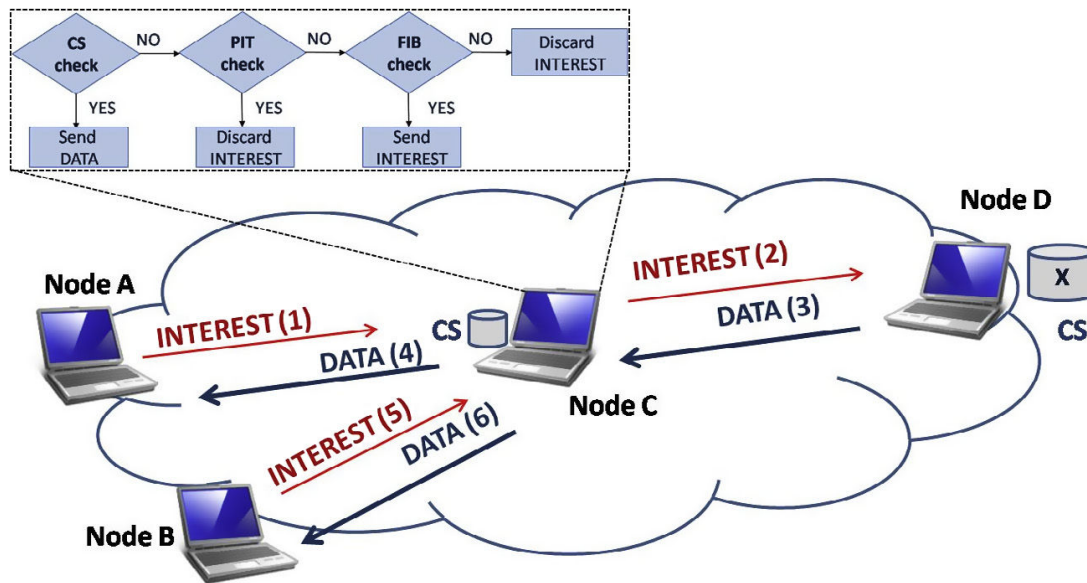 CS check
NO
PIT check
NO
FIB check
NO
Discard INTEREST
YES
YES
YES
Send DATA
Discard INTEREST
Send INTEREST
Node D
INTEREST (2)
X
Node A
DATA (3)
CS
INTEREST (1)
CS
DATA (4)
Node C
INTEREST (5)
DATA (6)
Node B